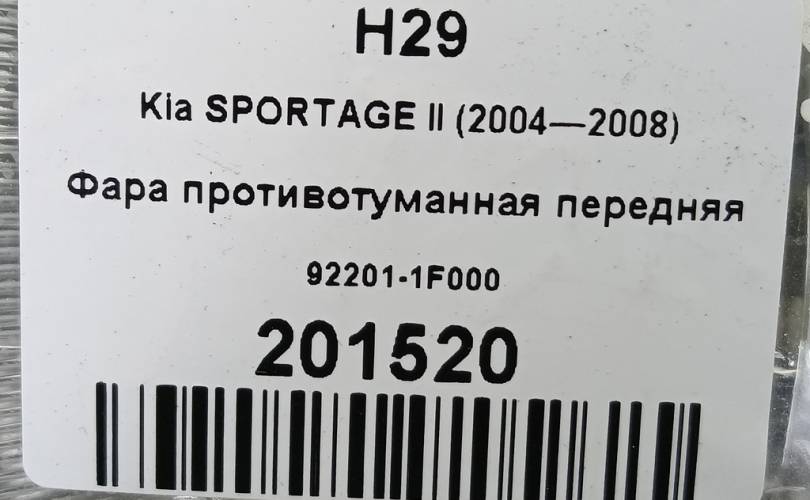 H29
Kia SPORTAGE II (2004—2008)
Фара противотуманная передняя
92201-1F000
201520